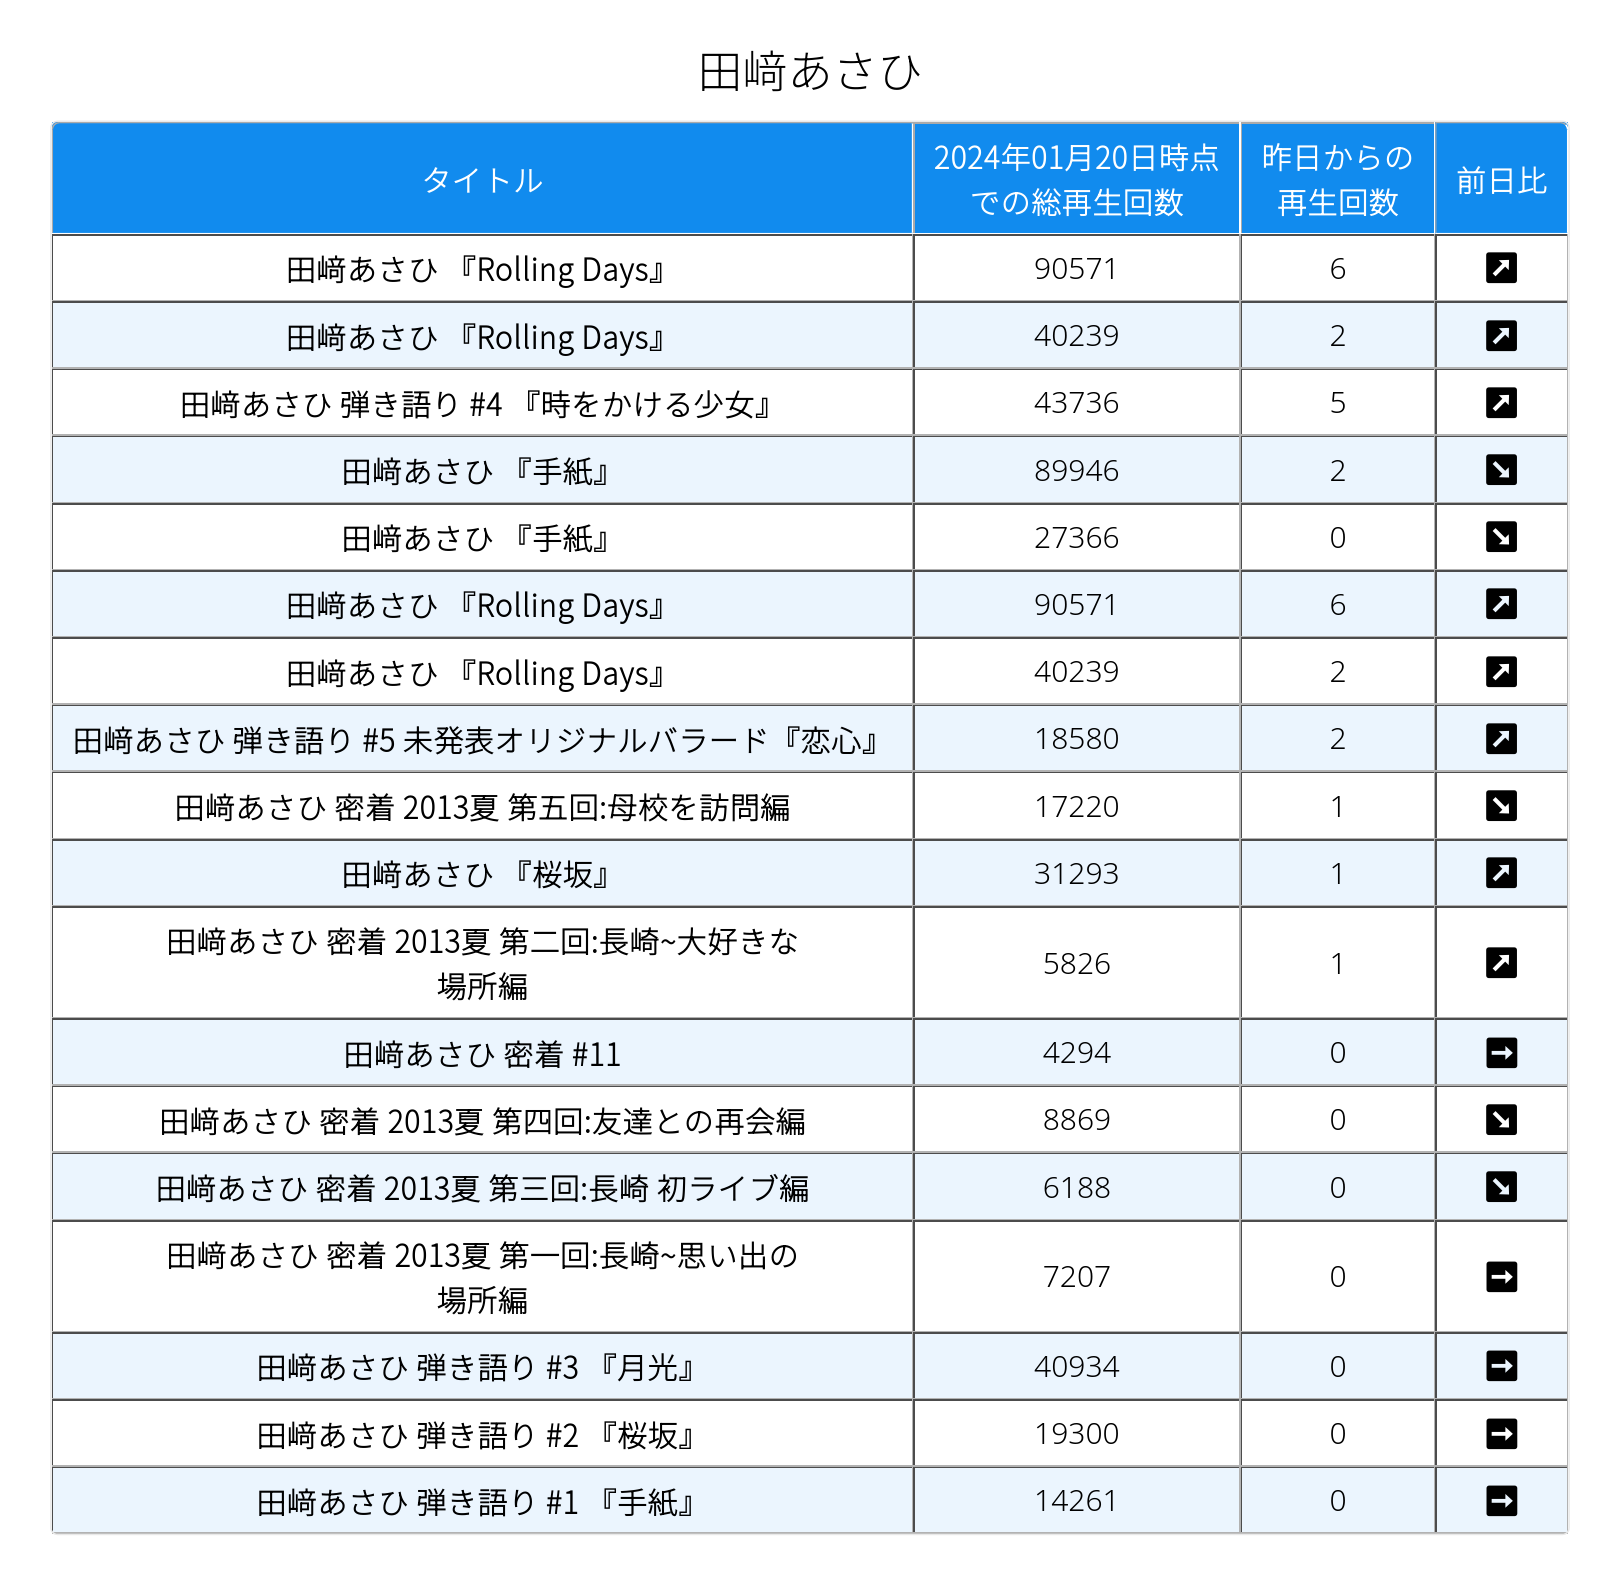 田﨑あさひ
タイトル
2024年01月20日時点
での総再生回数
昨日からの
再生回数
前日比
田﨑あさひ 『Rolling Days』 90571 6
田﨑あさひ 『Rolling Days』 40239 2
田﨑あさひ 弾き語り #4 『時をかける少女』 43736 5
田﨑あさひ 『手紙』 89946 2
田﨑あさひ 『手紙』 27366 0
田﨑あさひ 『Rolling Days』 90571 6
田﨑あさひ 『Rolling Days』 40239 2
田﨑あさひ 弾き語り #5 未発表オリジナルバラード『恋心』 18580 2
田﨑あさひ 密着 2013夏 第五回:母校を訪問編 17220 1
田﨑あさひ 『桜坂』 31293 1
田﨑あさひ 密着 2013夏 第二回:長崎~大好きな
場所編 5826 1
田﨑あさひ 密着 #11 4294 0
田﨑あさひ 密着 2013夏 第四回:友達との再会編 8869 0
田﨑あさひ 密着 2013夏 第三回:長崎 初ライブ編 6188 0
田﨑あさひ 密着 2013夏 第一回:長崎~思い出の
場所編 7207 0
田﨑あさひ 弾き語り #3 『月光』 40934 0
田﨑あさひ 弾き語り #2 『桜坂』 19300 0
田﨑あさひ 弾き語り #1 『手紙』 14261 0